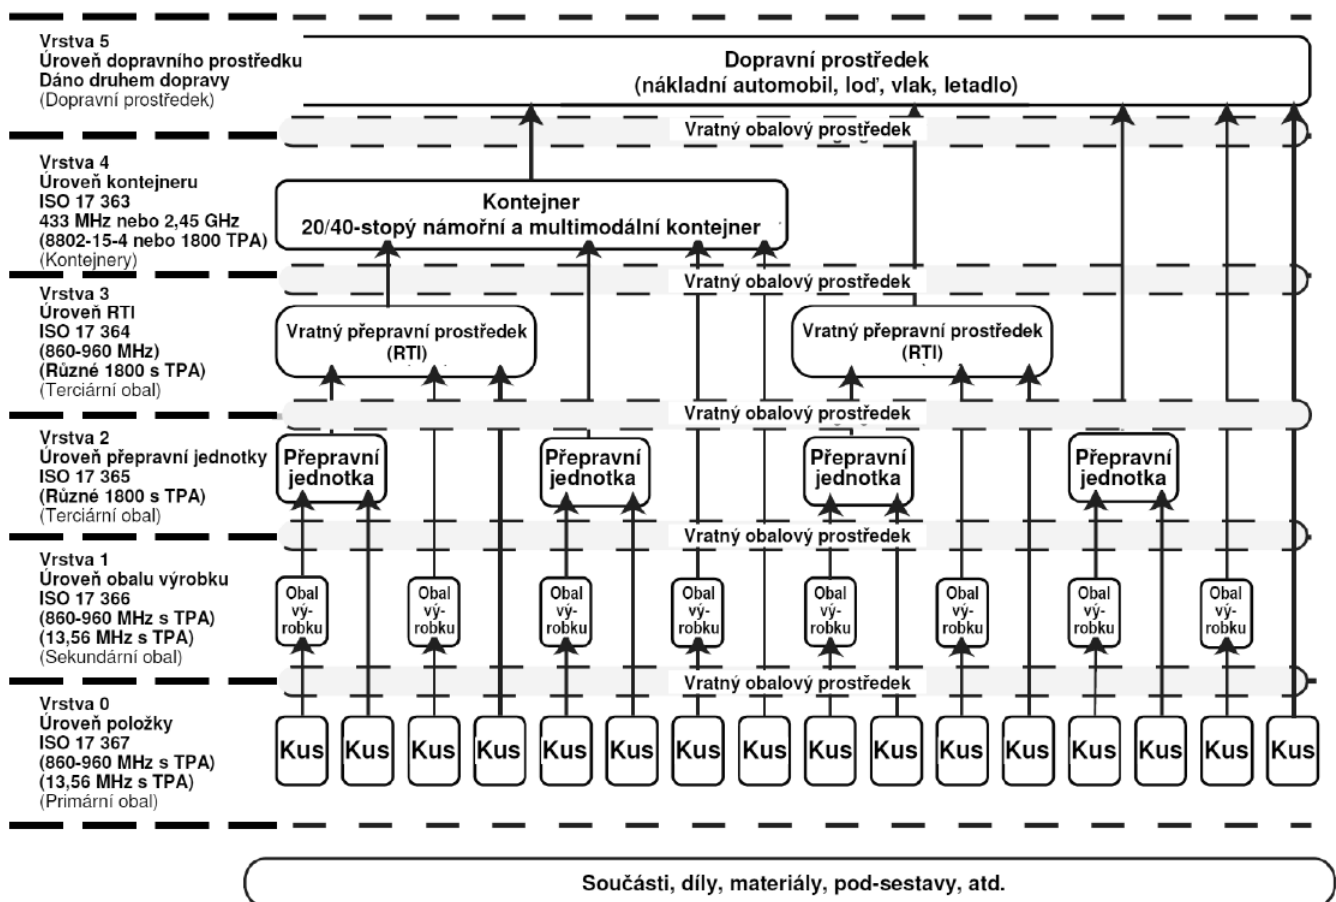 Vrstva 5
Úroveň dopravního prostředku
Dáno druhem dopravy
(Dopravní prostředek)
Dopravní prostředek
(nákladní automobil, loď, vlak, letadlo)
Vratný obalový prostředek
Vrstva 4
Úroveň kontejneru
ISO 17 363
433 MHz nebo 2,45 GHz
(8802-15-4 nebo 1800 TPA)
(Kontejnery)
Kontejner
20/40-stopý námořní a multimodální kontejner
Vratný obalový prostředek
Vrstva 3
Úroveň RTI
ISO 17 364
(860-960 MHz)
(Různé 1800 s TPA)
(Terciární obal)
Vratný přepravní prostředek
(RTI)
Vratný přepravní prostředek
(RTI)
Vratný obalový prostředek
Vrstva 2
Úroveň přepravní jednotky
ISO 17 365
(Různé 1800 s TPA)
(Terciární obal)
Přepravní
jednotka
Přepravní
jednotka
Přepravní
jednotka
Přepravní
jednotka
Vratný obalový prostředek
Vrstva 1
Úroveň obalu výrobku
ISO 17 366
(860-960 MHz s TPA)
(13,56 MHz s TPA)
(Sekundární obal)
Obal
vý-
robku
Obal
vý-
robku
Obal
vý-
robku
Obal
vý-
robku
Obal
vý-
robku
Obal
vý-
robku
Obal
vý-
robku
Obal
vý-
robku
Vratný obalový prostředek
Vrstva 0
Úroveň položky
ISO 17 367
(860-960 MHz s TPA)
(13,56 MHz s TPA)
(Primární obal)
Kus Kus Kus Kus Kus Kus Kus Kus Kus Kus Kus Kus Kus Kus Kus Kus
Součásti, díly, materiály, pod-sestavy, atd.